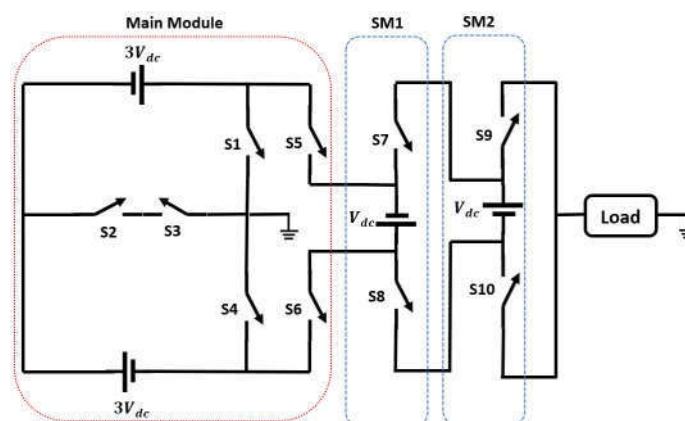 Main Module
SM1
SM2
3V_dc
S1
S5
S7
S9
S2
S3
V_dc
V_dc
Load
S4
S6
S8
S10
3V_dc